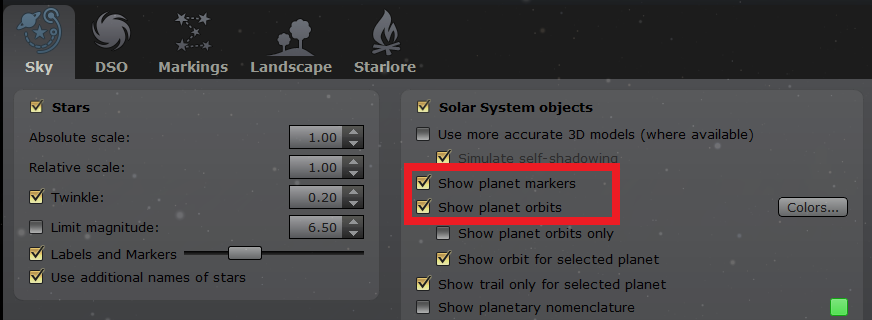 Sky DSO Markings Landscape Starlore
Stars
Absolute scale: 1.00
Relative scale: 1.00
Twinkle: 0.20
Limit magnitude: 6.50
Labels and Markers
Use additional names of stars
Solar System objects
Use more accurate 3D models (where available)
Simulate self-shadowing
Show planet markers
Show planet orbits Colors...
Show planet orbits only
Show orbit for selected planet
Show trail only for selected planet
Show planetary nomenclature